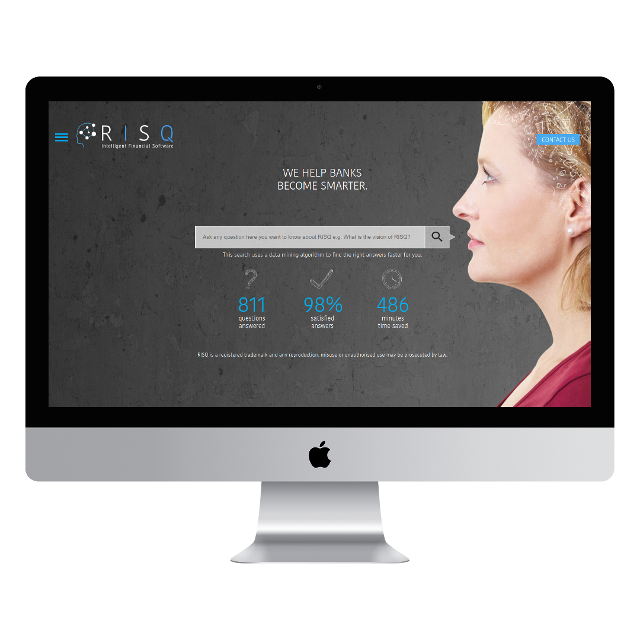 RISQ
Intelligent Financial Software
CONTACT US
WE HELP BANKS
BECOME SMARTER.
Ask any question here you want to know about RISQ e.g. What is the vision of RISQ?
This search uses a data mining algorithm to find the right answers faster for you.
811 98% 486
questions satisfied minutes
answered answers time saved
RISQ is a registered trademark and any reproduction, misuse or unauthorised use may be prosecuted by law.